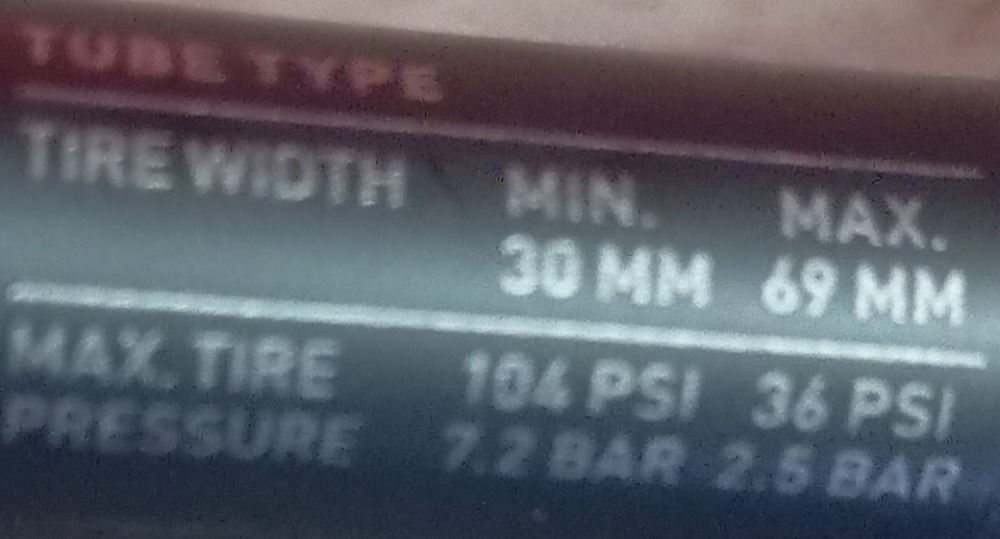 TUBE TYPE
TIRE WIDTH MIN. MAX.
30 MM 69 MM
MAX. TIRE 104 PSI 36 PSI
PRESSURE 7.2 BAR 2.5 BAR